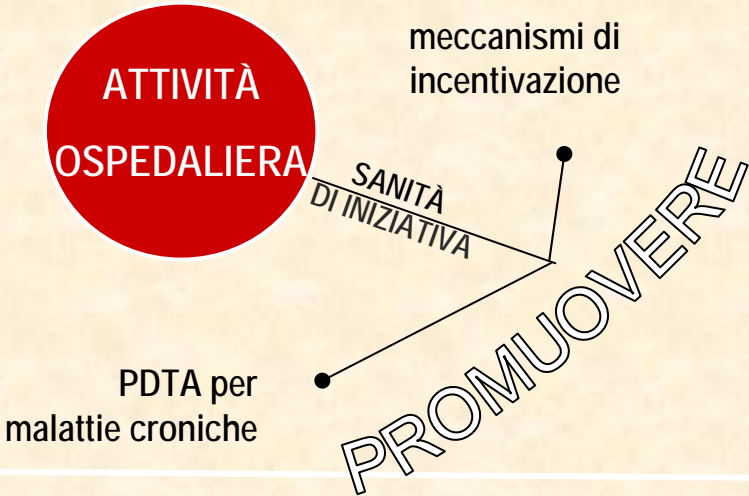 ATTIVITÀ
OSPEDALIERA
meccanismi di
incentivazione
SANITÀ
DI INIZIATIVA
PROMUOVERE
PDTA per
malattie croniche